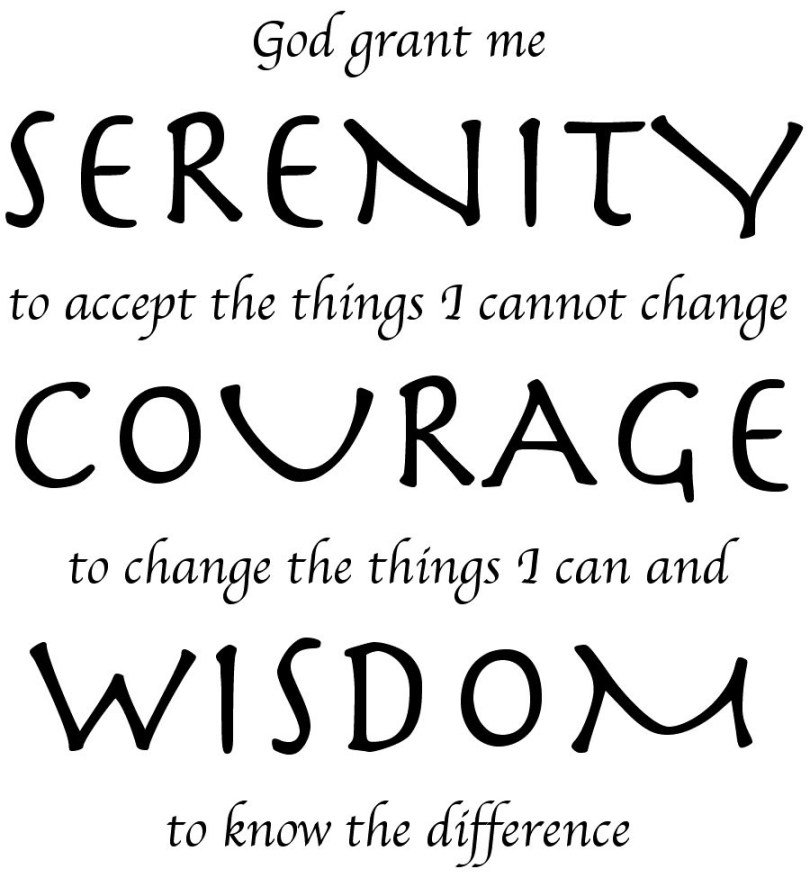 God grant me
SERENITY
to accept the things I cannot change
COURAGE
to change the things I can and
WISDOM
to know the difference